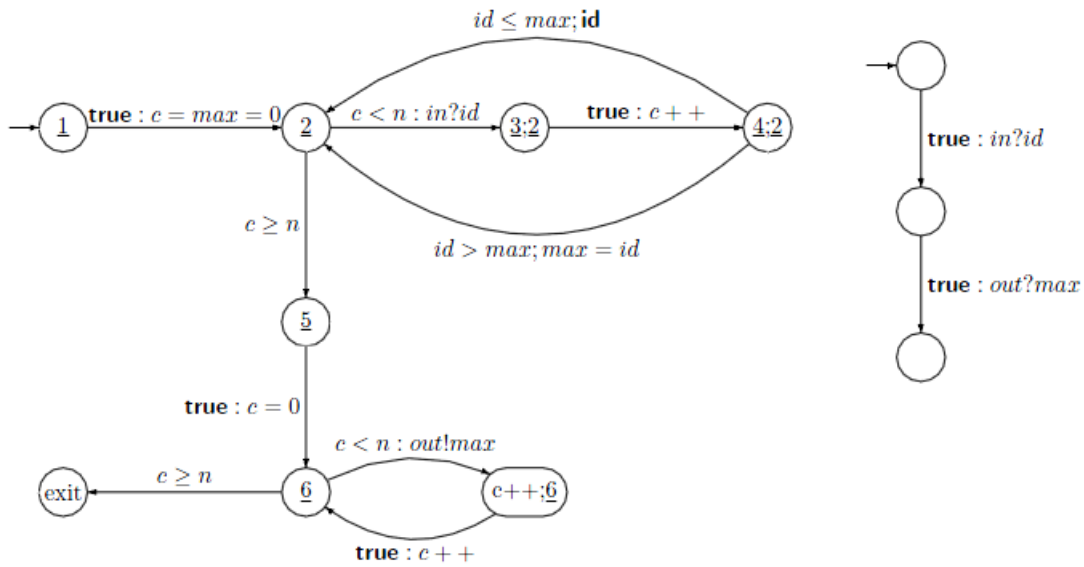 id ≤ max; id
1
true : c = max = 0
2
c < n : in?id
3;2
true : c + +
4;2
true : in?id
c ≥ n
id > max; max = id
true : out?max
5
true : c = 0
c < n : out!max
exit
c ≥ n
6
c++;6
true : c + +